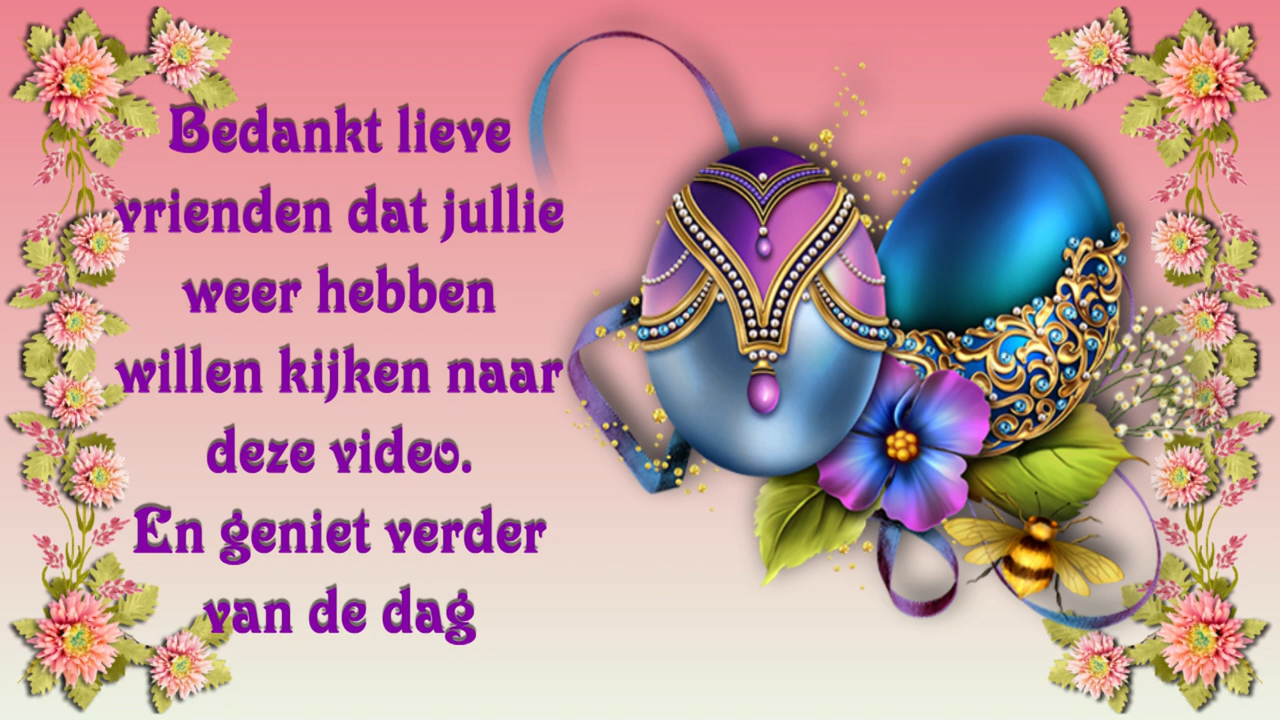 Bedankt lieve
vrienden dat jullie
weer hebben
willen kijken naar
deze video.
En geniet verder
van de dag